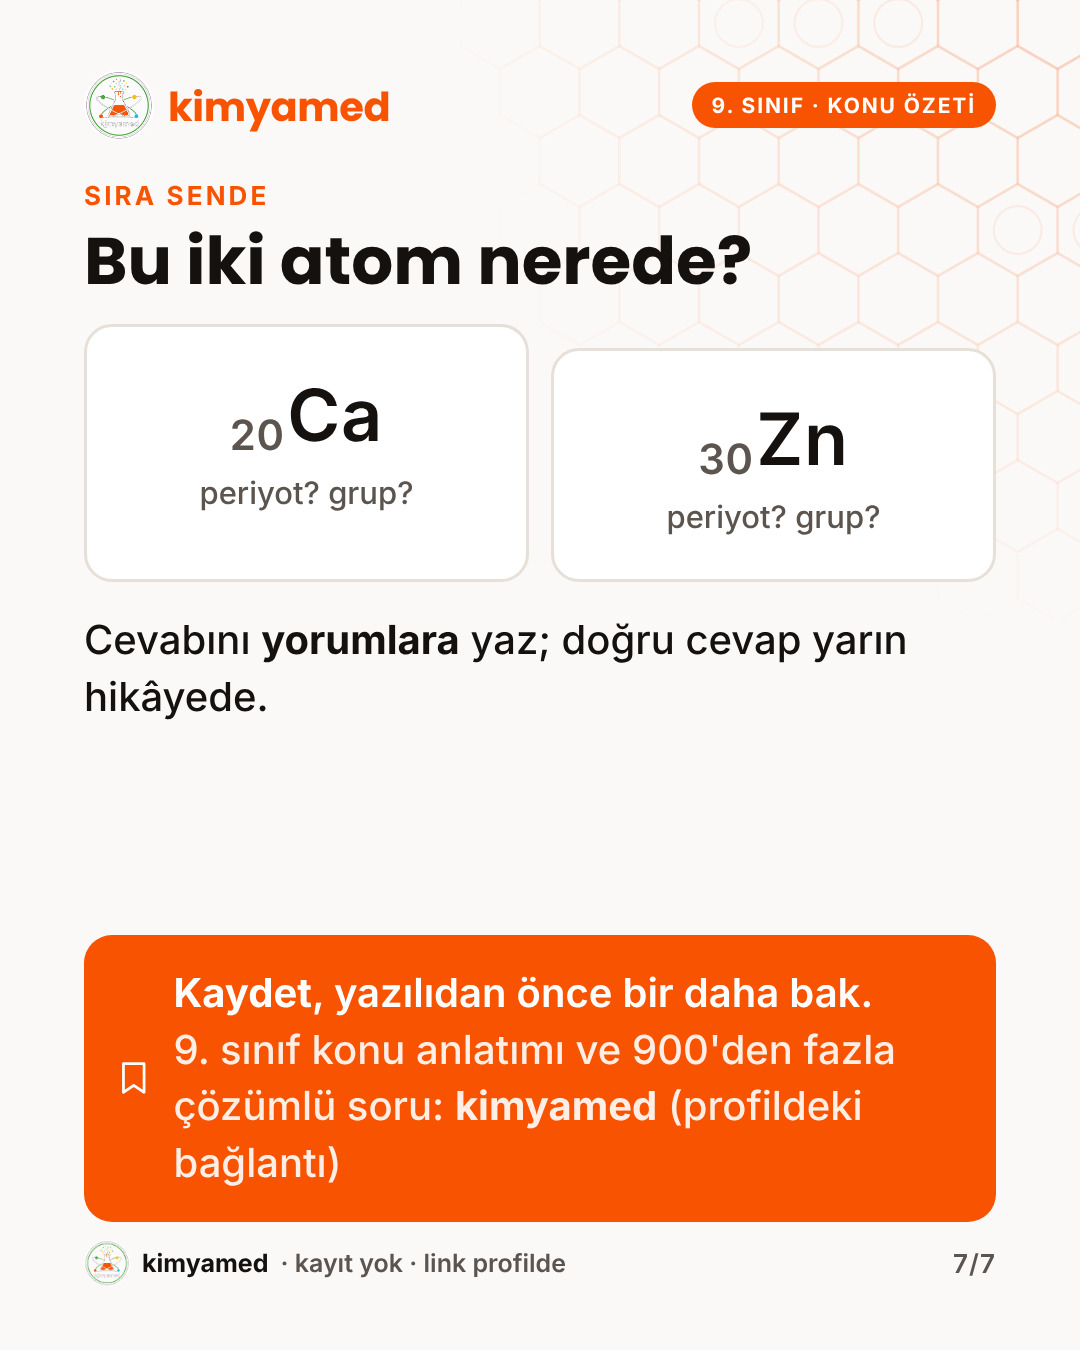 kimyamed
9. SINIF · KONU ÖZETİ
SIRA SENDE
Bu iki atom nerede?
20Ca
periyot? grup?
30Zn
periyot? grup?
Cevabını yorumlara yaz; doğru cevap yarın
hikâyede.
Kaydet, yazılıdan önce bir daha bak.
9. sınıf konu anlatımı ve 900'den fazla
çözümlü soru: kimyamed (profildeki
bağlantı)
kimyamed · kayıt yok · link profilde
7/7